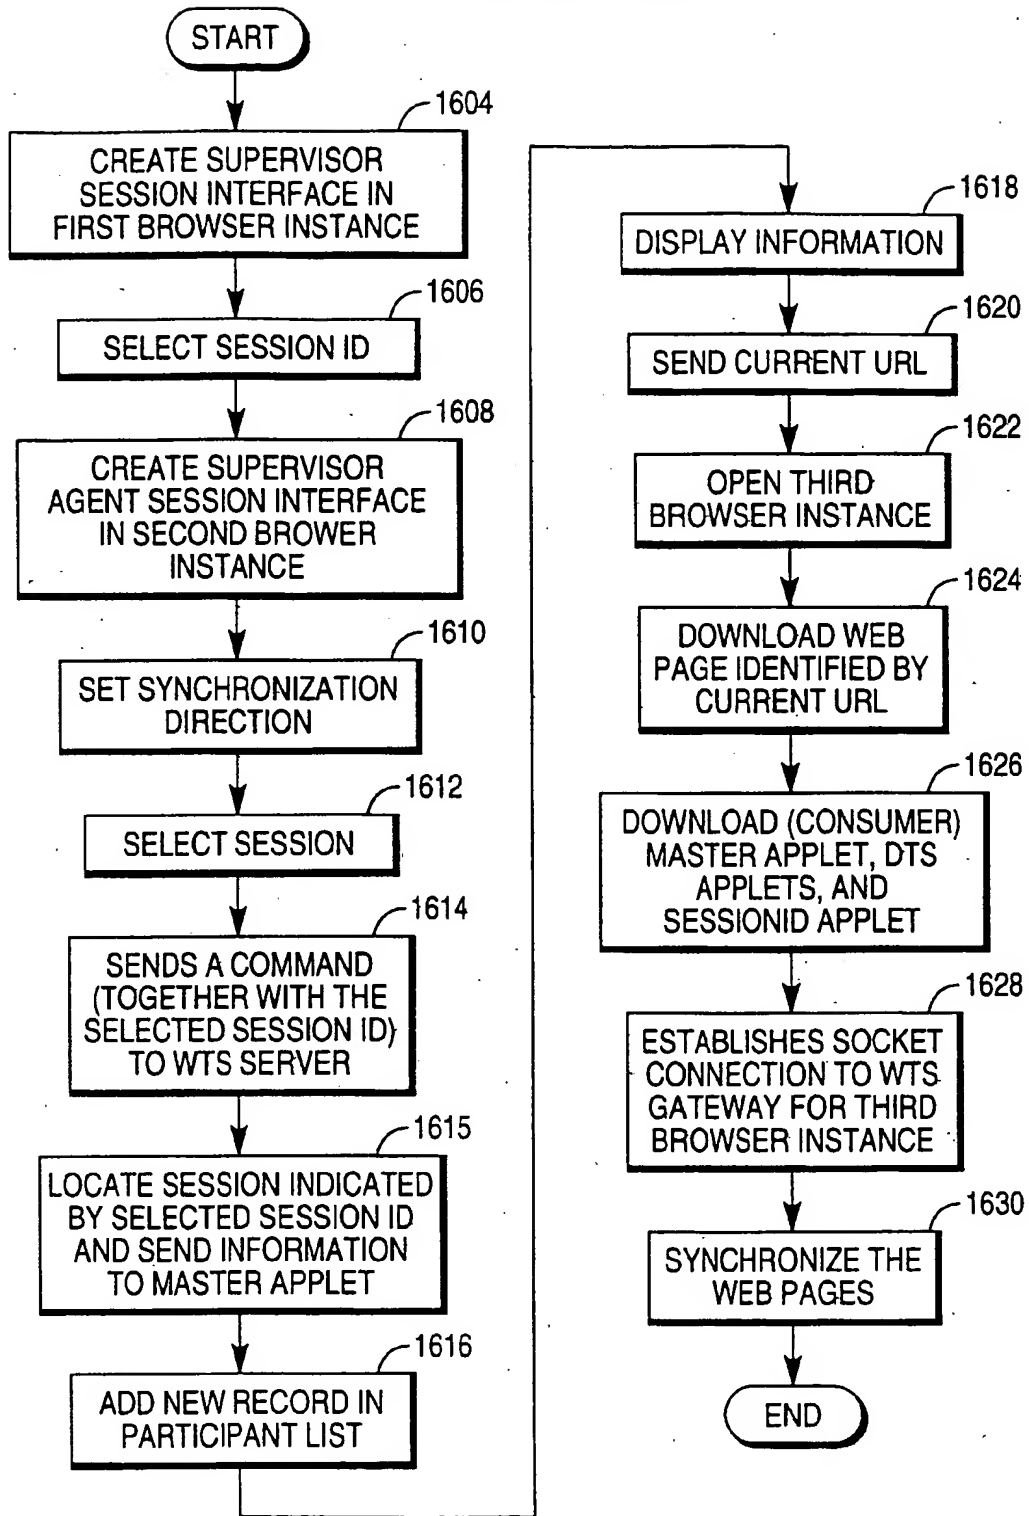 START
1604
CREATE SUPERVISOR
SESSION INTERFACE IN
FIRST BROWSER INSTANCE
1606
SELECT SESSION ID
1608
CREATE SUPERVISOR
AGENT SESSION INTERFACE
IN SECOND BROWER
INSTANCE
1610
SET SYNCHRONIZATION
DIRECTION
1612
SELECT SESSION
1614
SENDS A COMMAND
(TOGETHER WITH THE
SELECTED SESSION ID)
TO WTS SERVER
1615
LOCATE SESSION INDICATED
BY SELECTED SESSION ID
AND SEND INFORMATION
TO MASTER APPLET
1616
ADD NEW RECORD IN
PARTICIPANT LIST
1618
DISPLAY INFORMATION
1620
SEND CURRENT URL
1622
OPEN THIRD
BROWSER INSTANCE
1624
DOWNLOAD WEB
PAGE IDENTIFIED BY
CURRENT URL
1626
DOWNLOAD (CONSUMER)
MASTER APPLET, DTS
APPLETS, AND
SESSIONID APPLET
1628
ESTABLISHES SOCKET
CONNECTION TO WTS
GATEWAY FOR THIRD
BROWSER INSTANCE
1630
SYNCHRONIZE THE
WEB PAGES
END